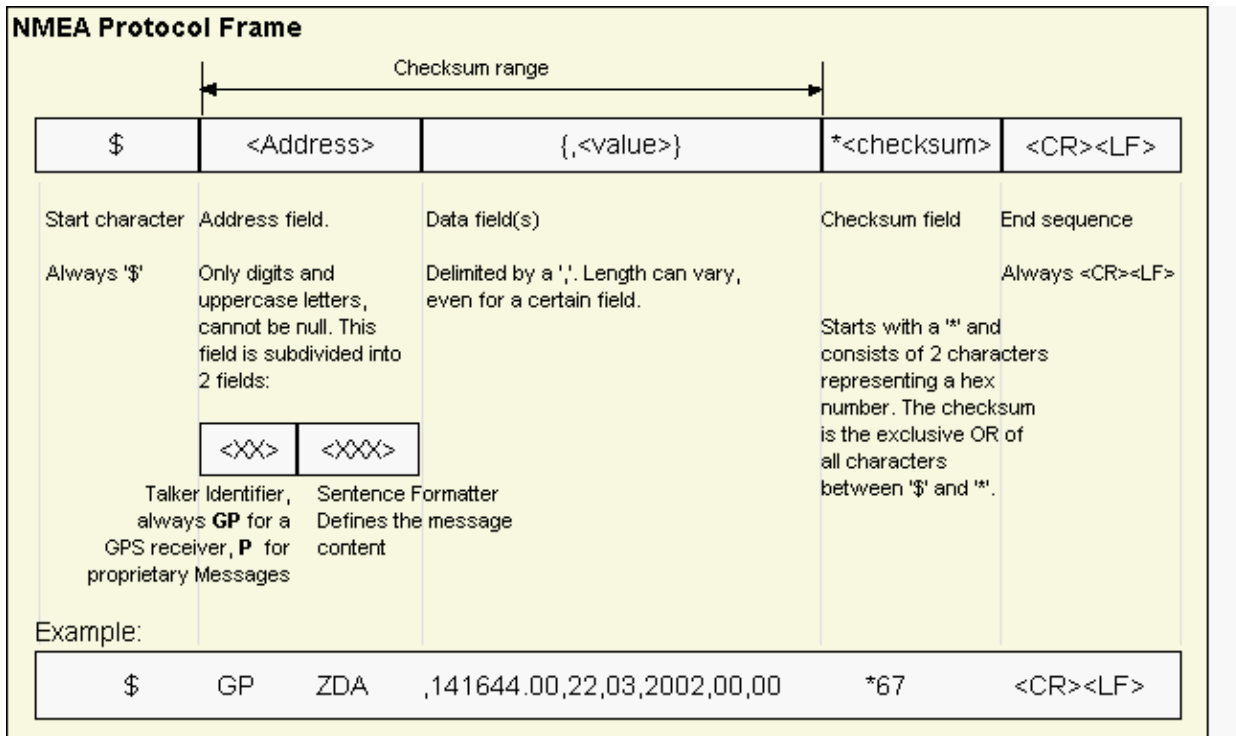 NMEA Protocol Frame
Checksum range
$ <Address> {,<value>} *<checksum> <CR><LF>
Start character
Always '$'
Address field.
Only digits and
uppercase letters,
cannot be null. This
field is subdivided into
2 fields:
<XX> <XXX>
Talker Identifier,
always GP for a
GPS receiver, P for
proprietary Messages
Sentence Formatter
Defines the message
content
Data field(s)
Delimited by a ','. Length can vary,
even for a certain field.
Checksum field
Starts with a '*' and
consists of 2 characters
representing a hex
number. The checksum
is the exclusive OR of
all characters
between '$' and '*'.
End sequence
Always <CR><LF>
Example:
$ GP ZDA ,141644.00,22,03,2002,00,00 *67 <CR><LF>